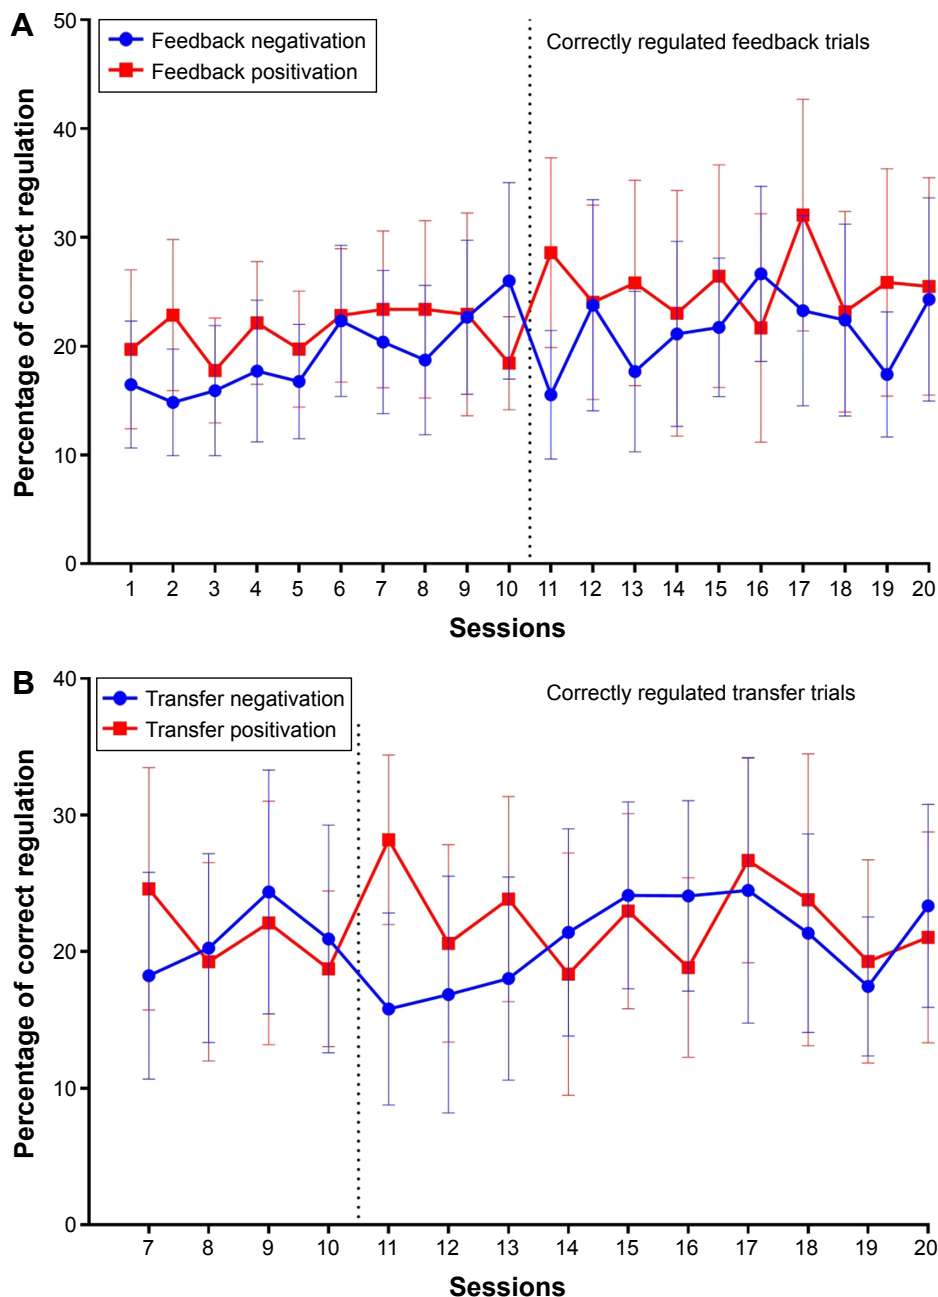 A
Feedback negativation
Feedback positivation
Correctly regulated feedback trials
Percentage of correct regulation
50
40
30
20
10
0
1 2 3 4 5 6 7 8 9 10 11 12 13 14 15 16 17 18 19 20
Sessions
B
Transfer negativation
Transfer positivation
Correctly regulated transfer trials
Percentage of correct regulation
40
30
20
10
0
7 8 9 10 11 12 13 14 15 16 17 18 19 20
Sessions